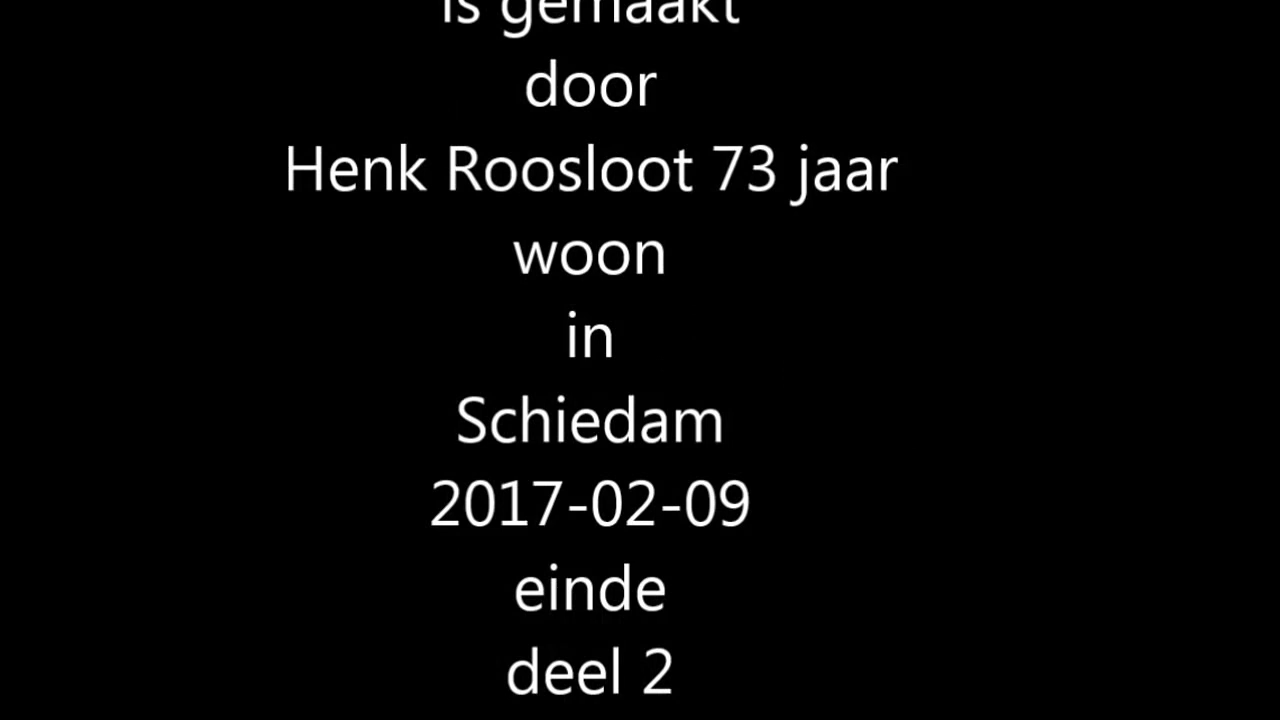 is gemaakt
door
Henk Roosloot 73 jaar
woon
in
Schiedam
2017-02-09
einde
deel 2